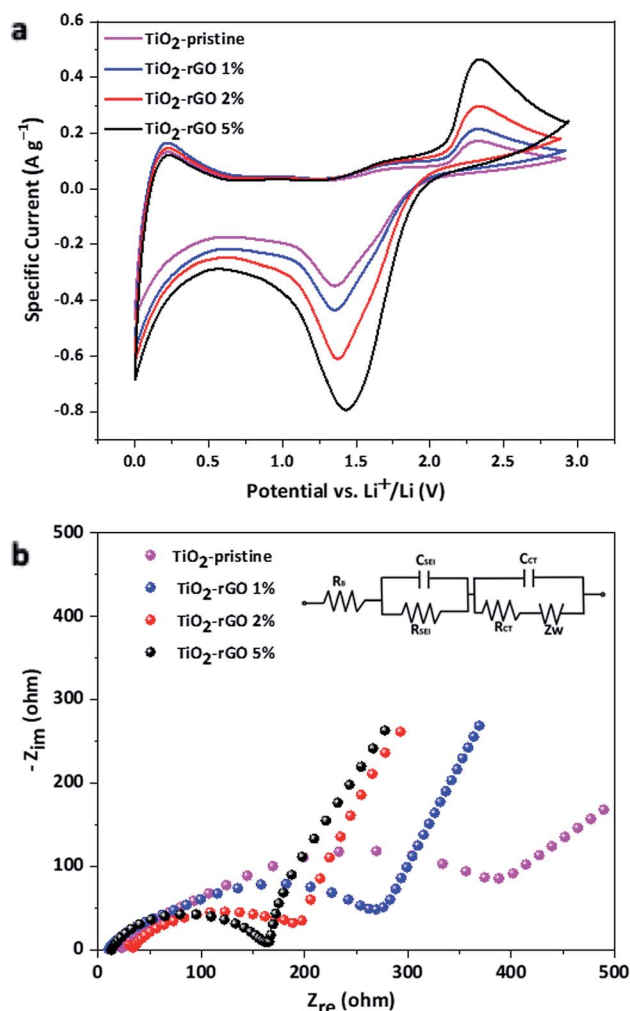 a
TiO2-pristine
TiO2-rGO 1%
TiO2-rGO 2%
TiO2-rGO 5%
Specific Current (A g⁻¹)
0.6
0.4
0.2
0.0
-0.2
-0.4
-0.6
-0.8
0.0 0.5 1.0 1.5 2.0 2.5 3.0
Potential vs. Li⁺/Li (V)
b
TiO2-pristine
TiO2-rGO 1%
TiO2-rGO 2%
TiO2-rGO 5%
RB
CSEI
RSEI
CCT
RCT
ZW
- Zim (ohm)
500
400
300
200
100
0
0 100 200 300 400 500
Zre (ohm)